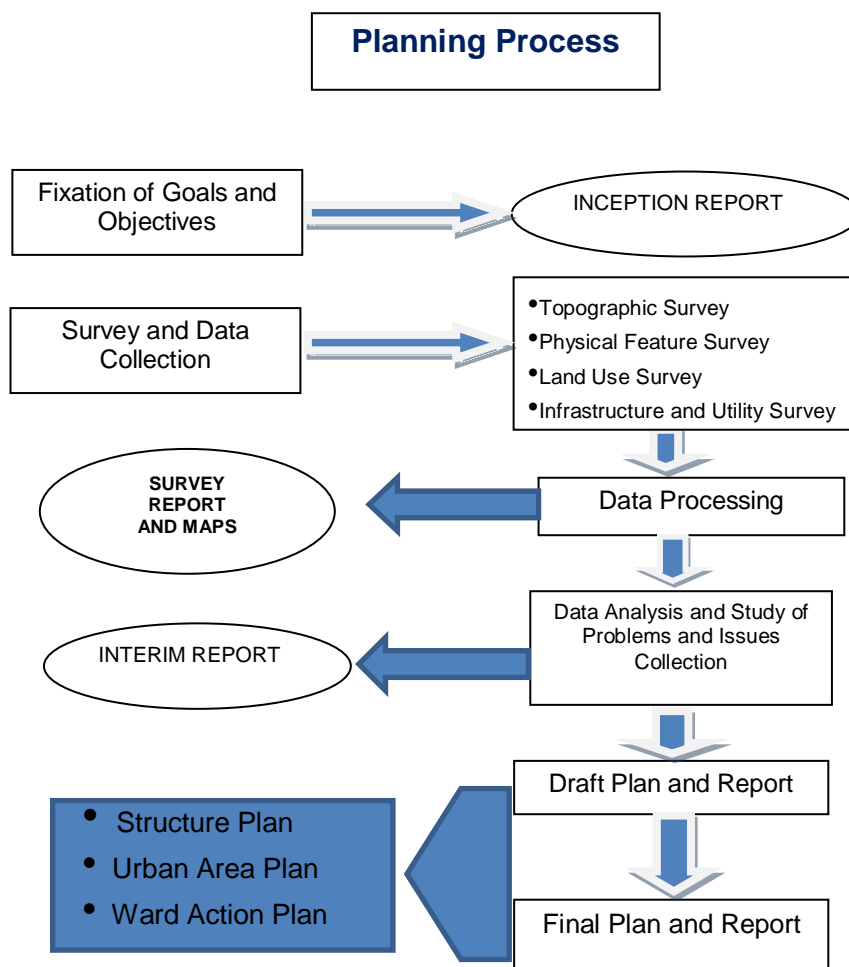 Planning Process
Fixation of Goals and
Objectives
INCEPTION REPORT
Survey and Data
Collection
•Topographic Survey
•Physical Feature Survey
•Land Use Survey
•Infrastructure and Utility Survey
SURVEY
REPORT
AND MAPS
Data Processing
Data Analysis and Study of
Problems and Issues
Collection
INTERIM REPORT
Draft Plan and Report
• Structure Plan
• Urban Area Plan
• Ward Action Plan
Final Plan and Report